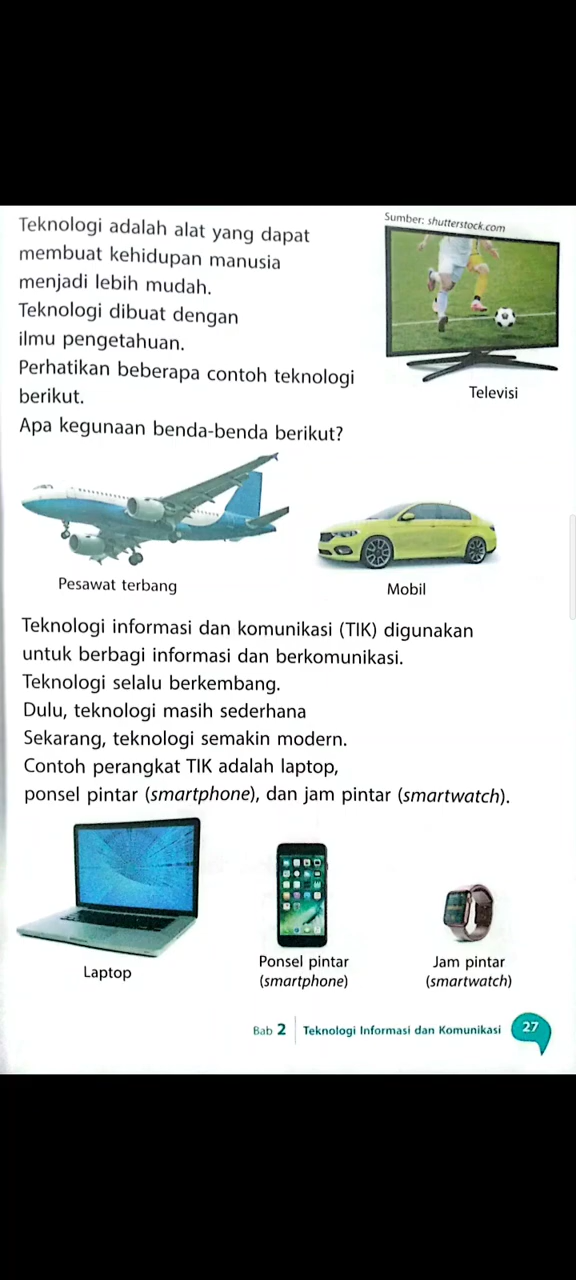 Teknologi adalah alat yang dapat
membuat kehidupan manusia
menjadi lebih mudah.
Teknologi dibuat dengan
ilmu pengetahuan.
Perhatikan beberapa contoh teknologi
berikut.
Apa kegunaan benda-benda berikut?
Sumber: shutterstock.com
Televisi
Pesawat terbang
Mobil
Teknologi informasi dan komunikasi (TIK) digunakan
untuk berbagi informasi dan berkomunikasi.
Teknologi selalu berkembang.
Dulu, teknologi masih sederhana
Sekarang, teknologi semakin modern.
Contoh perangkat TIK adalah laptop,
ponsel pintar (smartphone), dan jam pintar (smartwatch).
Laptop
Ponsel pintar
(smartphone)
Jam pintar
(smartwatch)
Bab 2 Teknologi Informasi dan Komunikasi 27